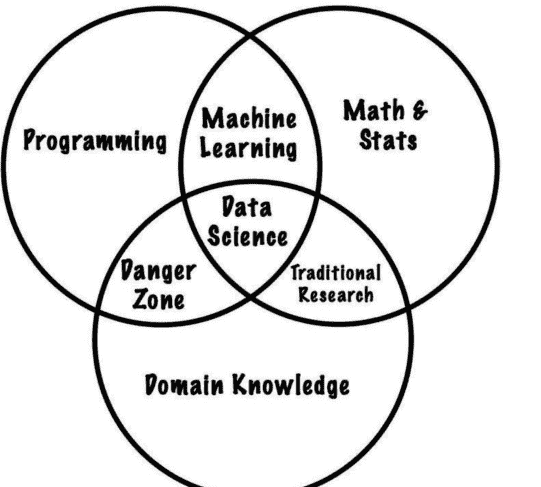 Programming
Machine
Learning
Math &
Stats
Data
Science
Danger
Zone
Traditional
Research
Domain Knowledge